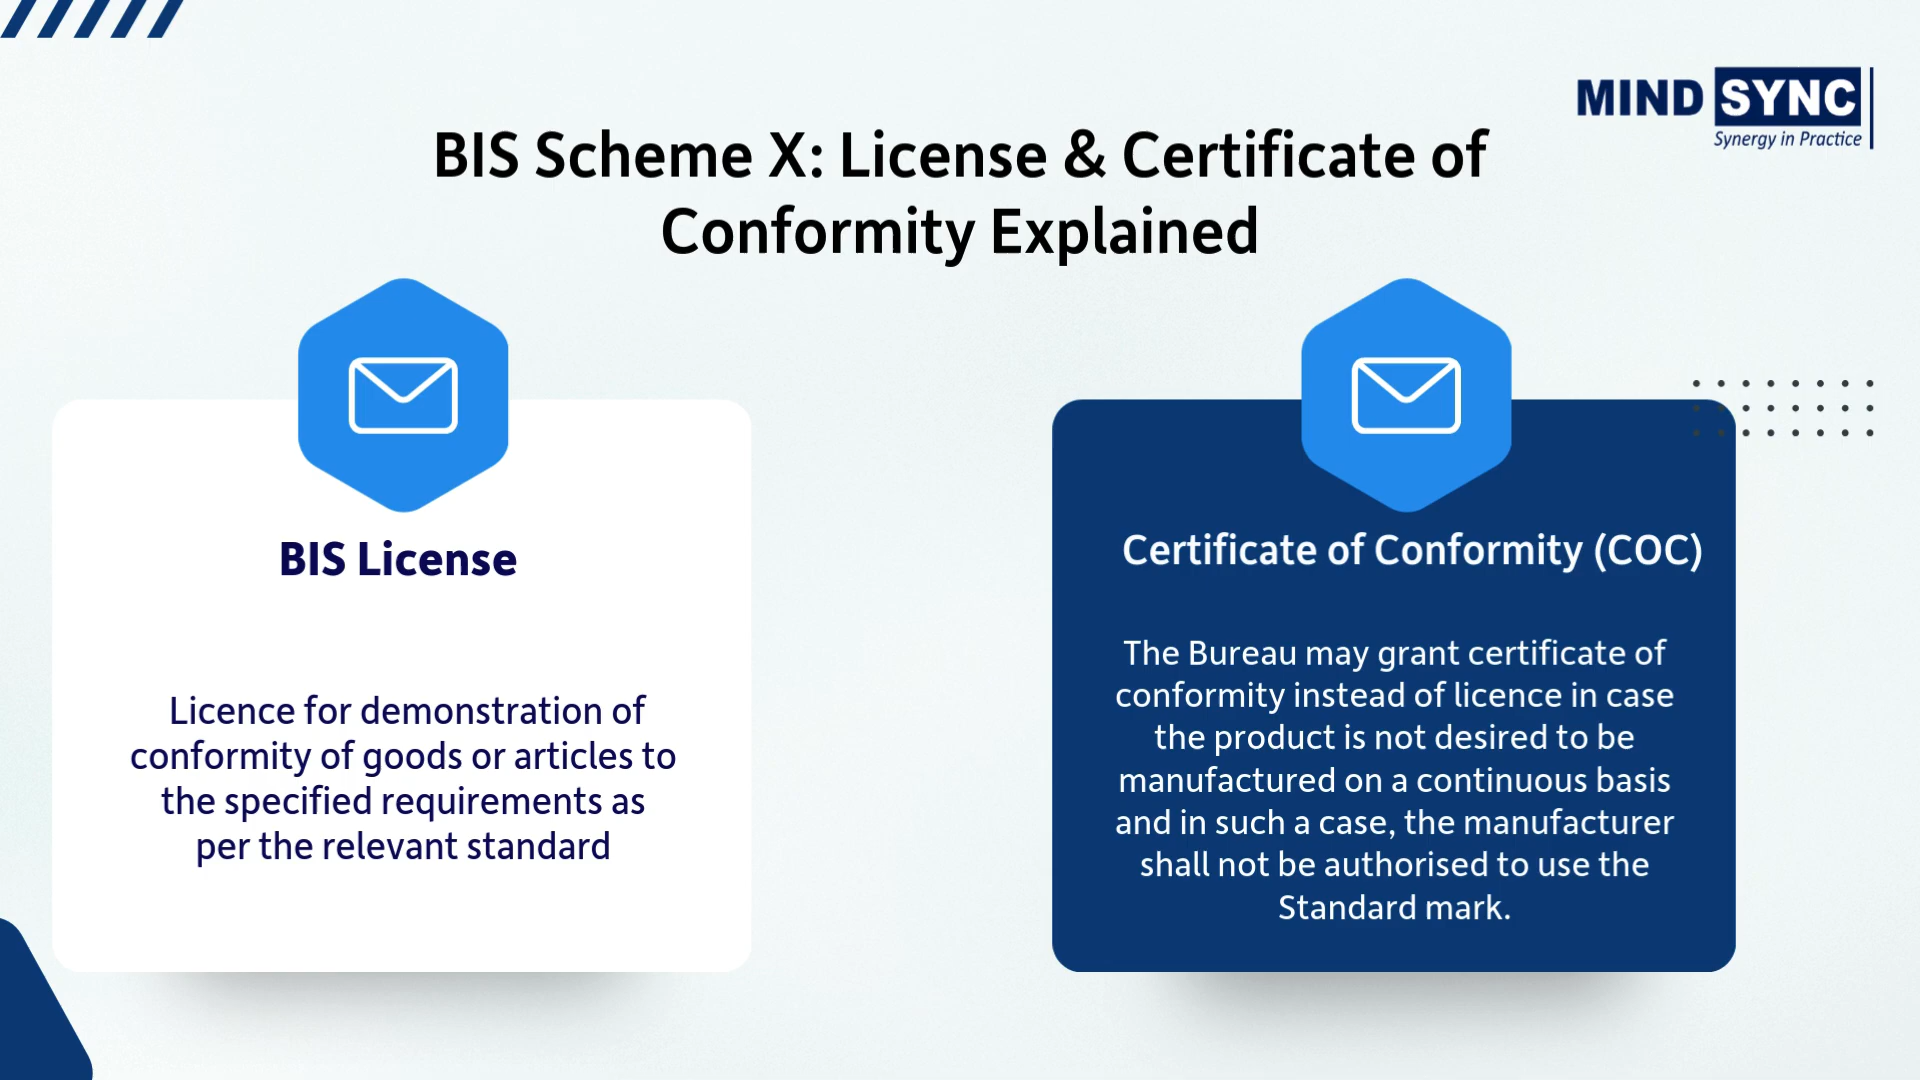 MIND SYNC
Synergy in Practice
BIS Scheme X: License & Certificate of
Conformity Explained
BIS License
Licence for demonstration of
conformity of goods or articles to
the specified requirements as
per the relevant standard
Certificate of Conformity (COC)
The Bureau may grant certificate of
conformity instead of licence in case
the product is not desired to be
manufactured on a continuous basis
and in such a case, the manufacturer
shall not be authorised to use the
Standard mark.